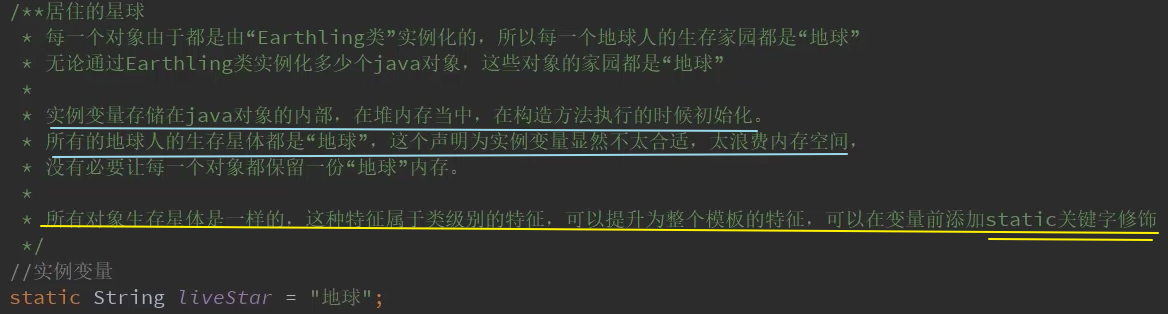 /**居住的星球
* 每一个对象由于都是由“Earthling类”实例化的，所以每一个地球人的生存家园都是“地球”
* 无论通过Earthling类实例化多少个java对象，这些对象的家园都是“地球”
*
* 实例变量存储在java对象的内部，在堆内存当中，在构造方法执行的时候初始化。
* 所有的地球人的生存星体都是“地球”，这个声明为实例变量显然不太合适，太浪费内存空间，
* 没有必要让每一个对象都保留一份“地球”内存。
*
* 所有对象生存星体是一样的，这种特征属于类级别的特征，可以提升为整个模板的特征，可以在变量前添加static关键字修饰
*/
//实例变量
static String liveStar = "地球";